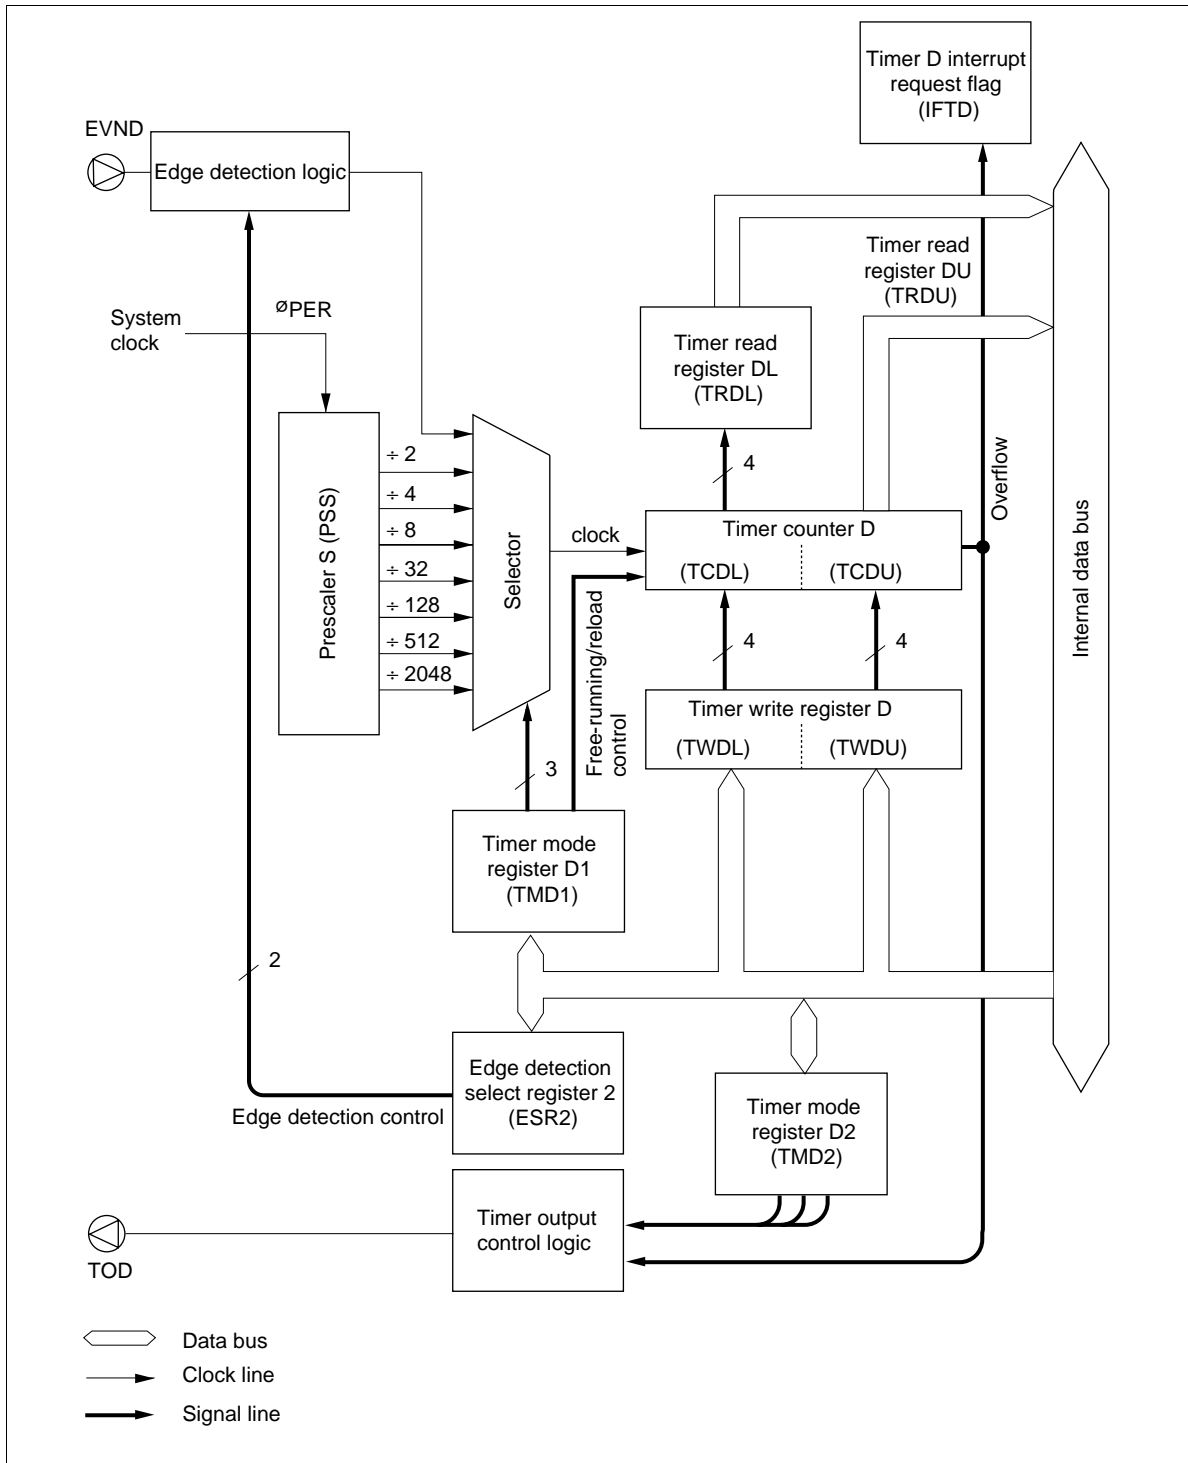 Timer D interrupt
request flag
(IFTD)
EVND
Edge detection logic
Timer read
register DU
(TRDU)
øPER
System
clock
Timer read
register DL
(TRDL)
Prescaler S (PSS)
÷ 2
÷ 4
÷ 8
÷ 32
÷ 128
÷ 512
÷ 2048
Selector
clock
4
Timer counter D
(TCDL)
(TCDU)
Overflow
Internal data bus
4
4
Timer write register D
(TWDL)
(TWDU)
Free-running/reload
control
3
Timer mode
register D1
(TMD1)
2
Edge detection
select register 2
(ESR2)
Edge detection control
Timer mode
register D2
(TMD2)
Timer output
control logic
TOD
Data bus
Clock line
Signal line